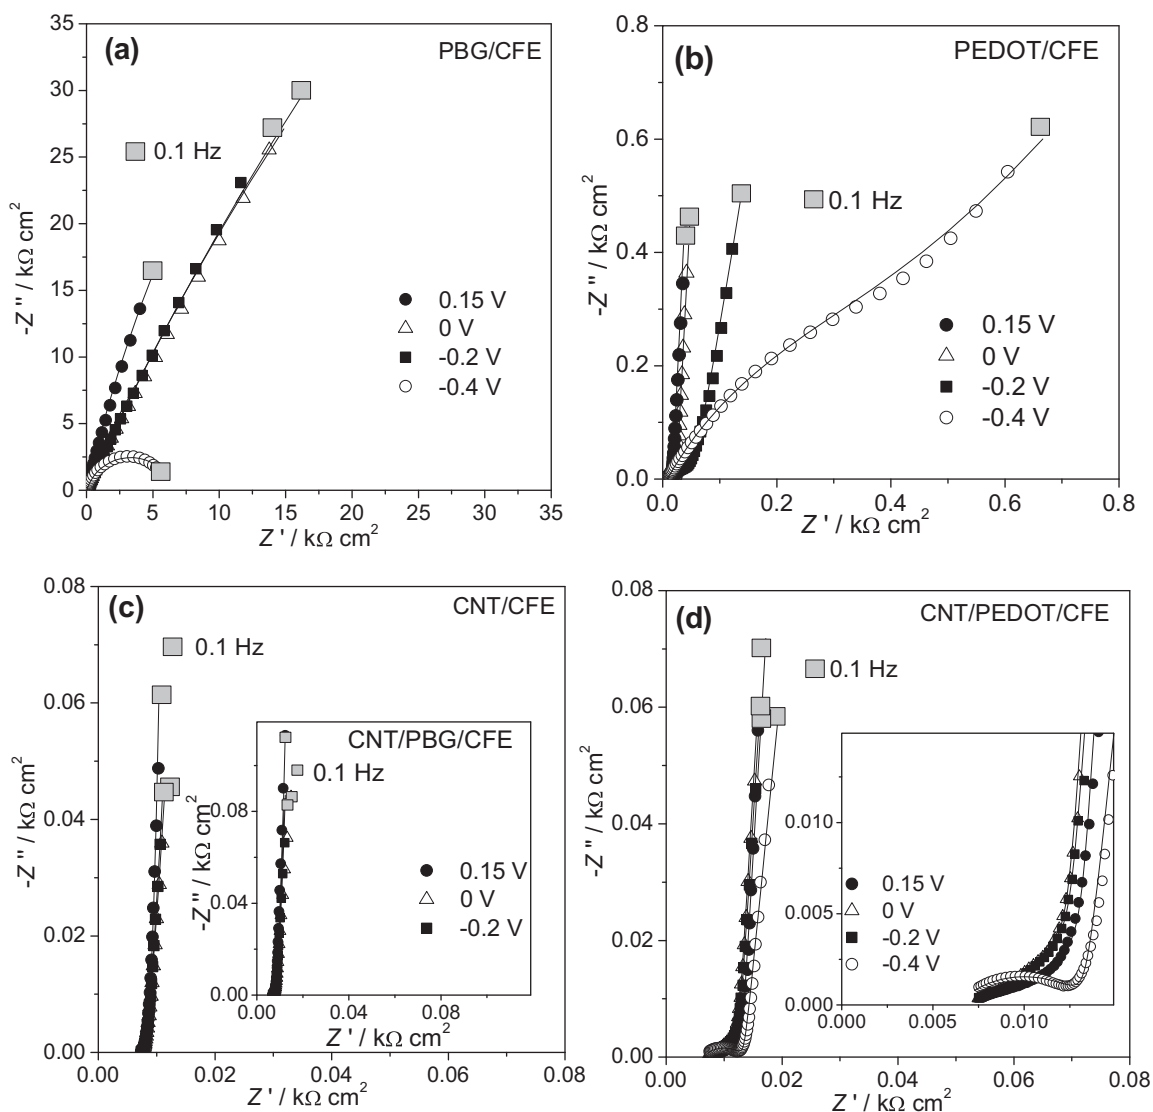 (a)
PBG/CFE
35
30
25
20
15
10
5
0
-Z'' / kΩ cm²
0.1 Hz
0.15 V
0 V
-0.2 V
-0.4 V
0 5 10 15 20 25 30 35
Z' / kΩ cm²
(b)
PEDOT/CFE
0.8
0.6
0.4
0.2
0.0
-Z'' / kΩ cm²
0.1 Hz
0.15 V
0 V
-0.2 V
-0.4 V
0.0 0.2 0.4 0.6 0.8
Z' / kΩ cm²
(c)
CNT/CFE
0.08
0.06
0.04
0.02
0.00
-Z'' / kΩ cm²
0.1 Hz
CNT/PBG/CFE
0.1 Hz
0.08
0.04
0.00
-Z'' / kΩ cm²
0.15 V
0 V
-0.2 V
0.00 0.04 0.08
Z' / kΩ cm²
0.00 0.02 0.04 0.06 0.08
Z' / kΩ cm²
(d)
CNT/PEDOT/CFE
0.08
0.06
0.04
0.02
0.00
-Z'' / kΩ cm²
0.1 Hz
0.010
0.005
0.000
0.15 V
0 V
-0.2 V
-0.4 V
0.000 0.005 0.010
0.00 0.02 0.04 0.06 0.08
Z' / kΩ cm²